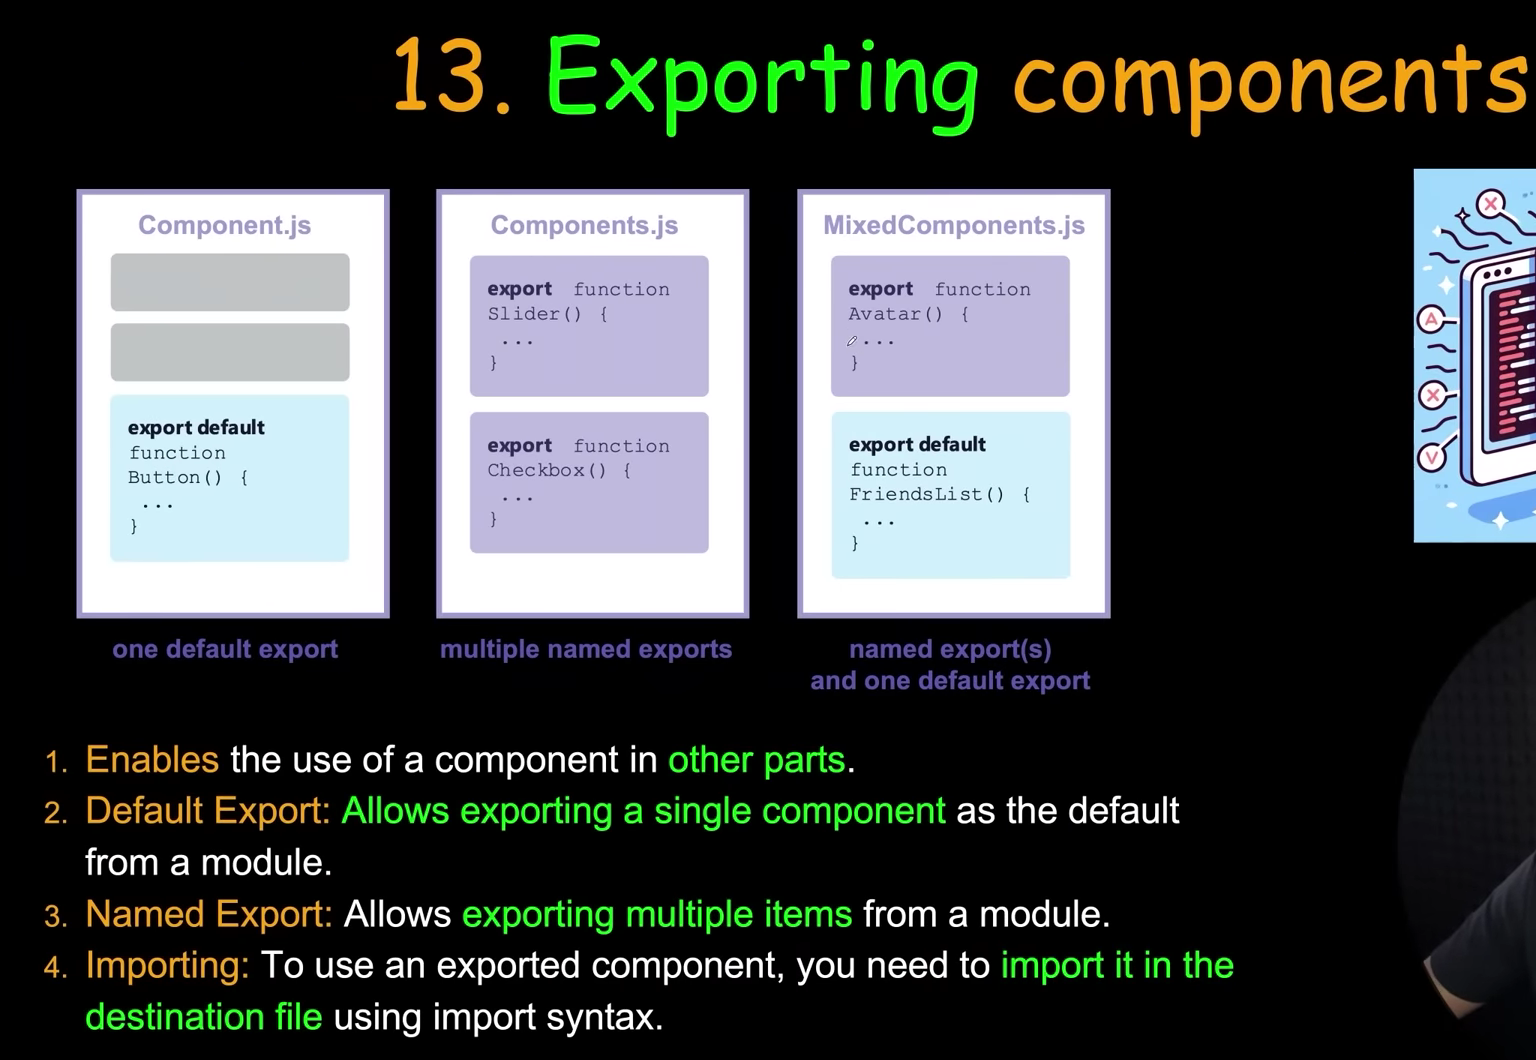 13. Exporting components
Component.js
export default
function
Button() {
...
}
one default export
Components.js
export function
Slider() {
...
}
export function
Checkbox() {
...
}
multiple named exports
MixedComponents.js
export function
Avatar() {
...
}
export default
function
FriendsList() {
...
}
named export(s)
and one default export
X
A
X
V
1. Enables the use of a component in other parts.
2. Default Export: Allows exporting a single component as the default
from a module.
3. Named Export: Allows exporting multiple items from a module.
4. Importing: To use an exported component, you need to import it in the
destination file using import syntax.